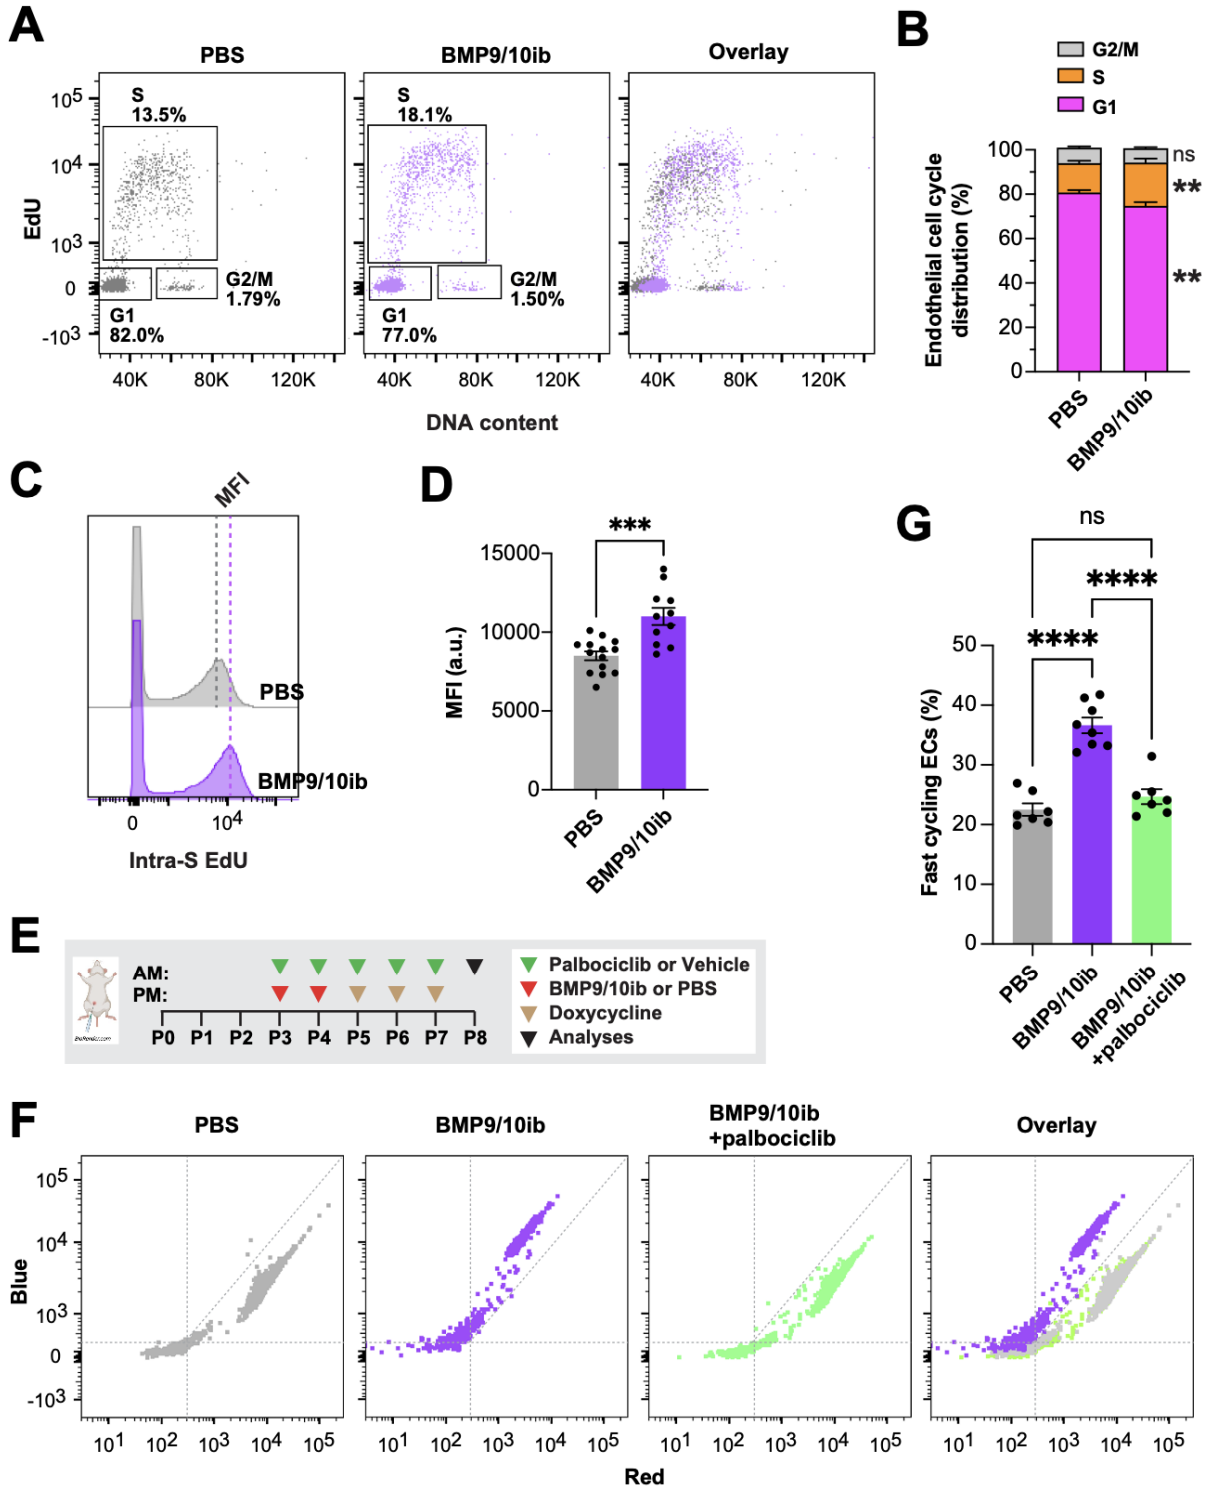 A
PBS
BMP9/10ib
Overlay
EdU
10^5
10^4
10^3
0
-10^3
S
13.5%
G2/M
1.79%
G1
82.0%
S
18.1%
G2/M
1.50%
G1
77.0%
40K 80K 120K
40K 80K 120K
40K 80K 120K
DNA content
B
G2/M
S
G1
Endothelial cell cycle
distribution (%)
100
80
60
40
20
0
ns
**
**
PBS
BMP9/10ib
C
MFI
PBS
BMP9/10ib
0 10^4
Intra-S EdU
D
***
MFI (a.u.)
15000
10000
5000
0
PBS
BMP9/10ib
G
ns
****
****
Fast cycling ECs (%)
50
40
30
20
10
0
PBS
BMP9/10ib
BMP9/10ib
+palbociclib
E
BioRender.com
AM:
PM:
P0 P1 P2 P3 P4 P5 P6 P7 P8
Palbociclib or Vehicle
BMP9/10ib or PBS
Doxycycline
Analyses
F
PBS
BMP9/10ib
BMP9/10ib
+palbociclib
Overlay
Blue
10^5
10^4
10^3
0
-10^3
10^1 10^2 10^3 10^4 10^5
10^1 10^2 10^3 10^4 10^5
10^1 10^2 10^3 10^4 10^5
10^1 10^2 10^3 10^4 10^5
Red